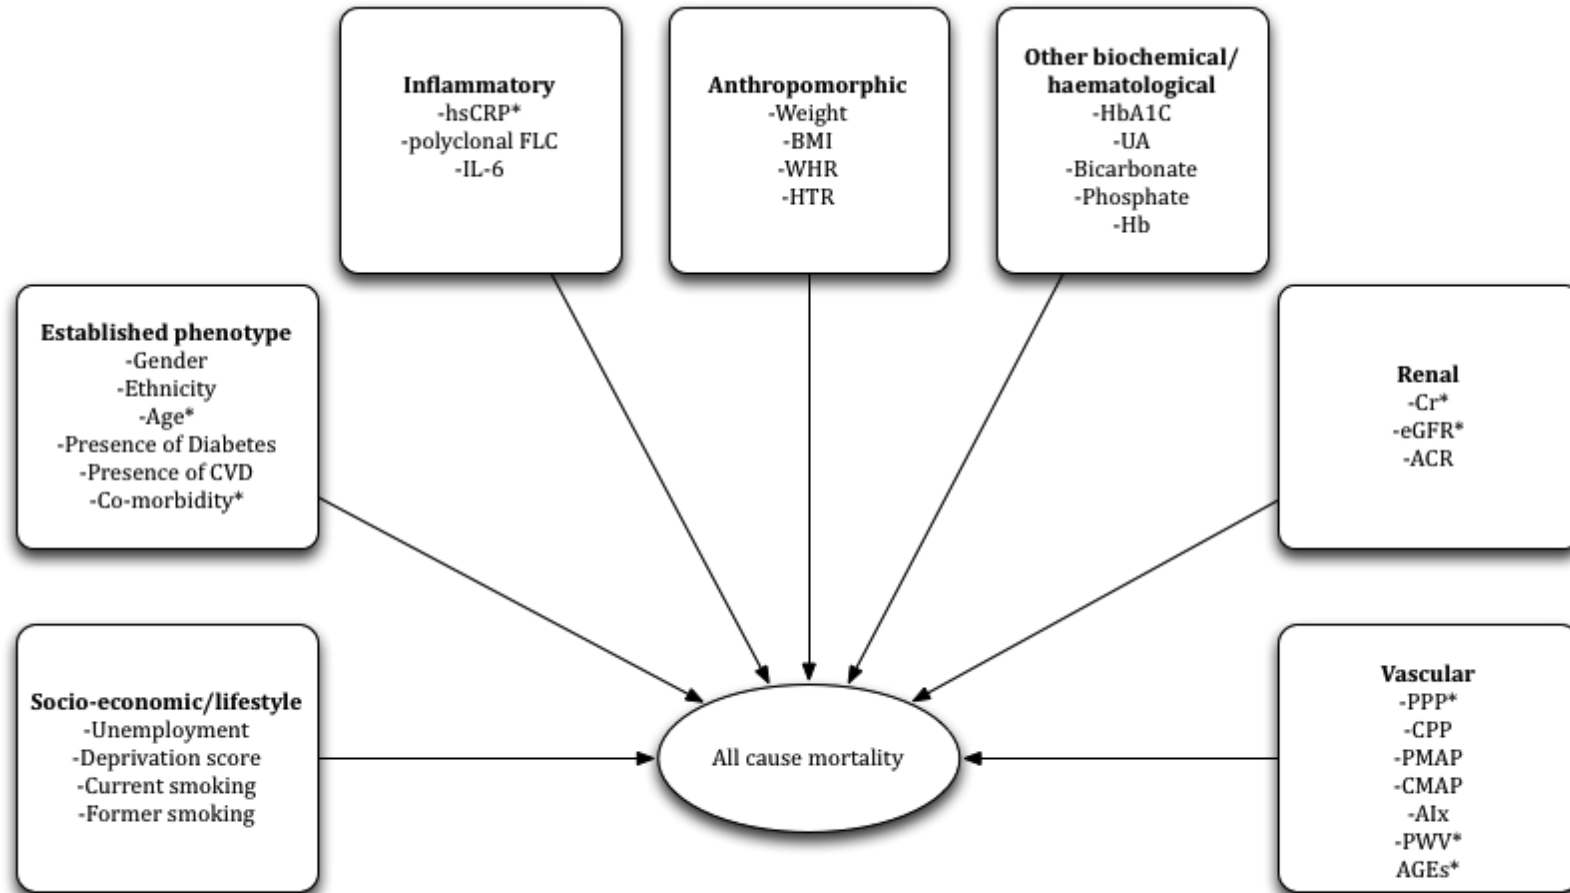 Inflammatory
-hsCRP*
-polyclonal FLC
-IL-6
Anthropomorphic
-Weight
-BMI
-WHR
-HTR
Other biochemical/
haematological
-HbA1C
-UA
-Bicarbonate
-Phosphate
-Hb
Established phenotype
-Gender
-Ethnicity
-Age*
-Presence of Diabetes
-Presence of CVD
-Co-morbidity*
Renal
-Cr*
-eGFR*
-ACR
Socio-economic/lifestyle
-Unemployment
-Deprivation score
-Current smoking
-Former smoking
All cause mortality
Vascular
-PPP*
-CPP
-PMAP
-CMAP
-AIx
-PWV*
AGEs*